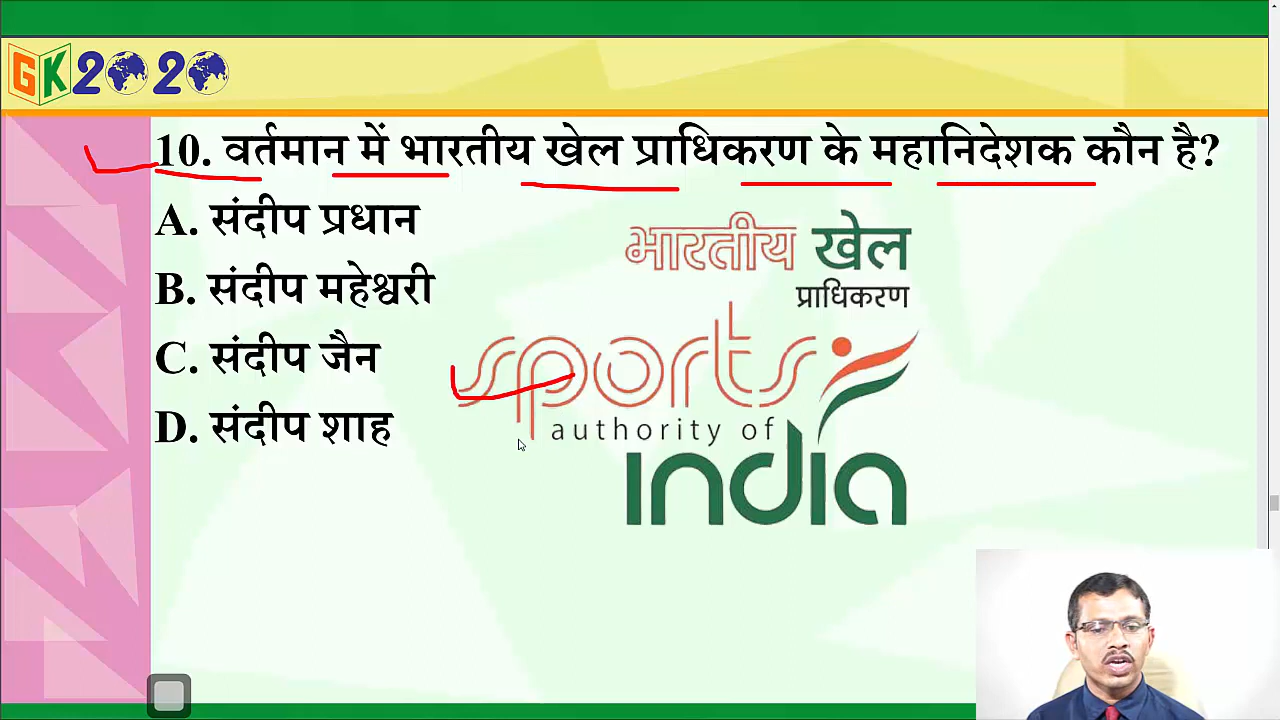 GK2020
10. वर्तमान में भारतीय खेल प्राधिकरण के महानिदेशक कौन है?
A. संदीप प्रधान
B. संदीप महेश्वरी
C. संदीप जैन
D. संदीप शाह
भारतीय खेल
प्राधिकरण
sports
authority of
india